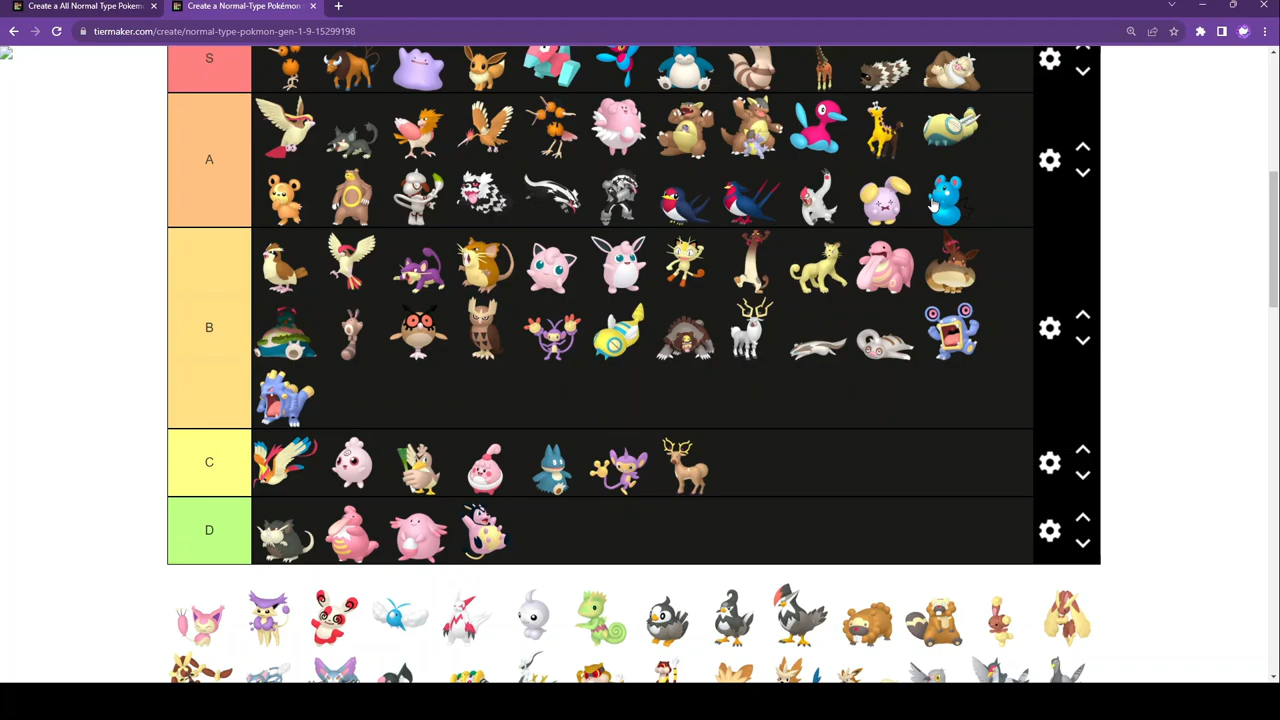 Create a All Normal Type Pokemo
Create a Normal-Type Pokémon
tiermaker.com/create/normal-type-pokmon-gen-1-9-15299198
S
A
B
C
D